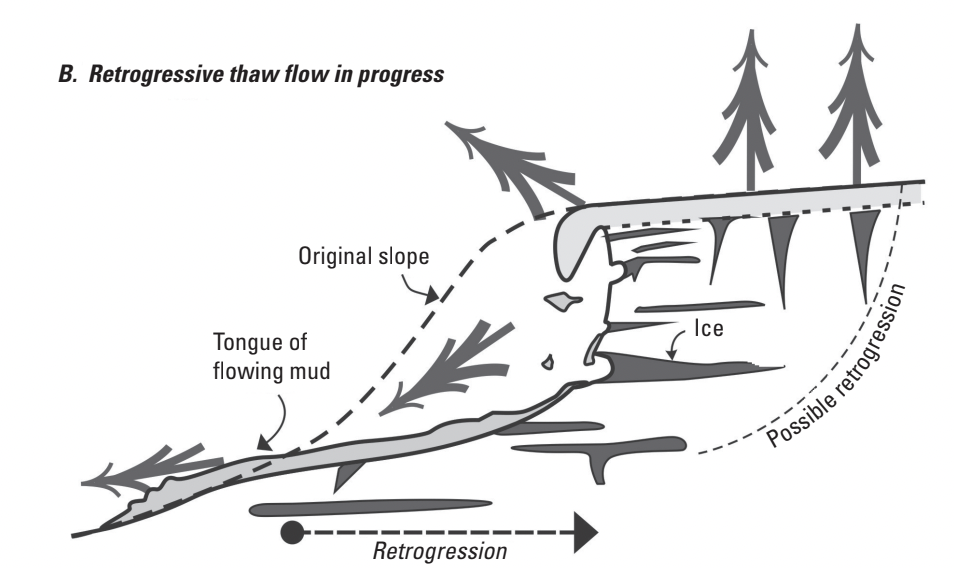 B. Retrogressive thaw flow in progress
Original slope
Tongue of
flowing mud
Ice
Possible retrogression
Retrogression